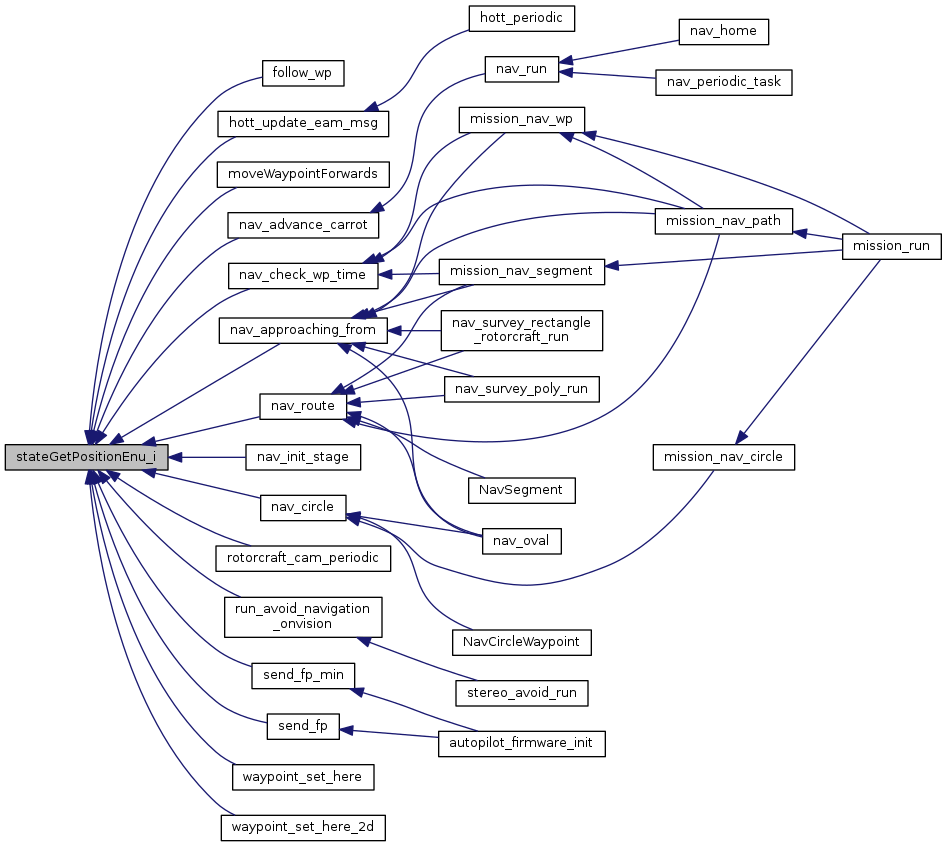 hott_periodic
nav_home
follow_wp
nav_run
nav_periodic_task
hott_update_eam_msg
mission_nav_wp
moveWaypointForwards
nav_advance_carrot
mission_nav_path
mission_run
nav_check_wp_time
mission_nav_segment
nav_approaching_from
nav_survey_rectangle
_rotorcraft_run
nav_survey_poly_run
nav_route
stateGetPositionEnu_i
nav_init_stage
mission_nav_circle
NavSegment
nav_circle
nav_oval
rotorcraft_cam_periodic
run_avoid_navigation
_onvision
NavCircleWaypoint
send_fp_min
stereo_avoid_run
send_fp
autopilot_firmware_init
waypoint_set_here
waypoint_set_here_2d